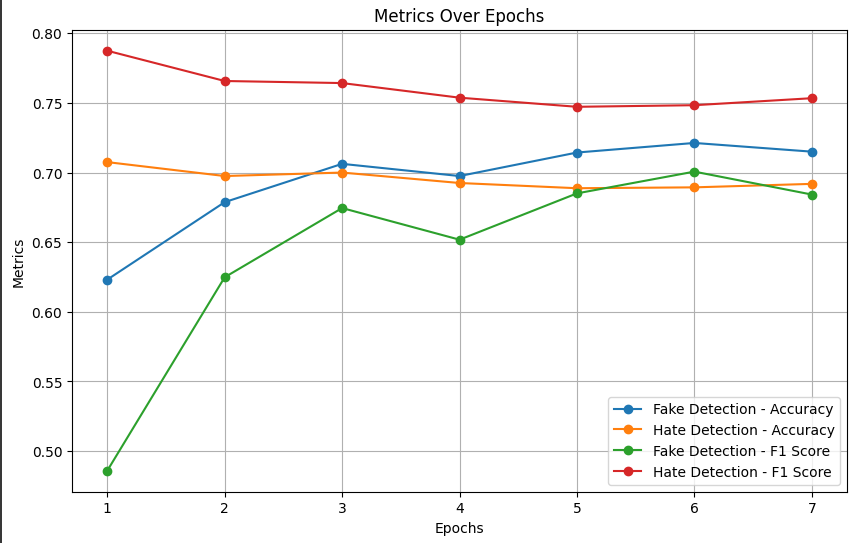 Metrics Over Epochs
Metrics
0.80
0.75
0.70
0.65
0.60
0.55
0.50
1 2 3 4 5 6 7
Epochs
Fake Detection - Accuracy
Hate Detection - Accuracy
Fake Detection - F1 Score
Hate Detection - F1 Score